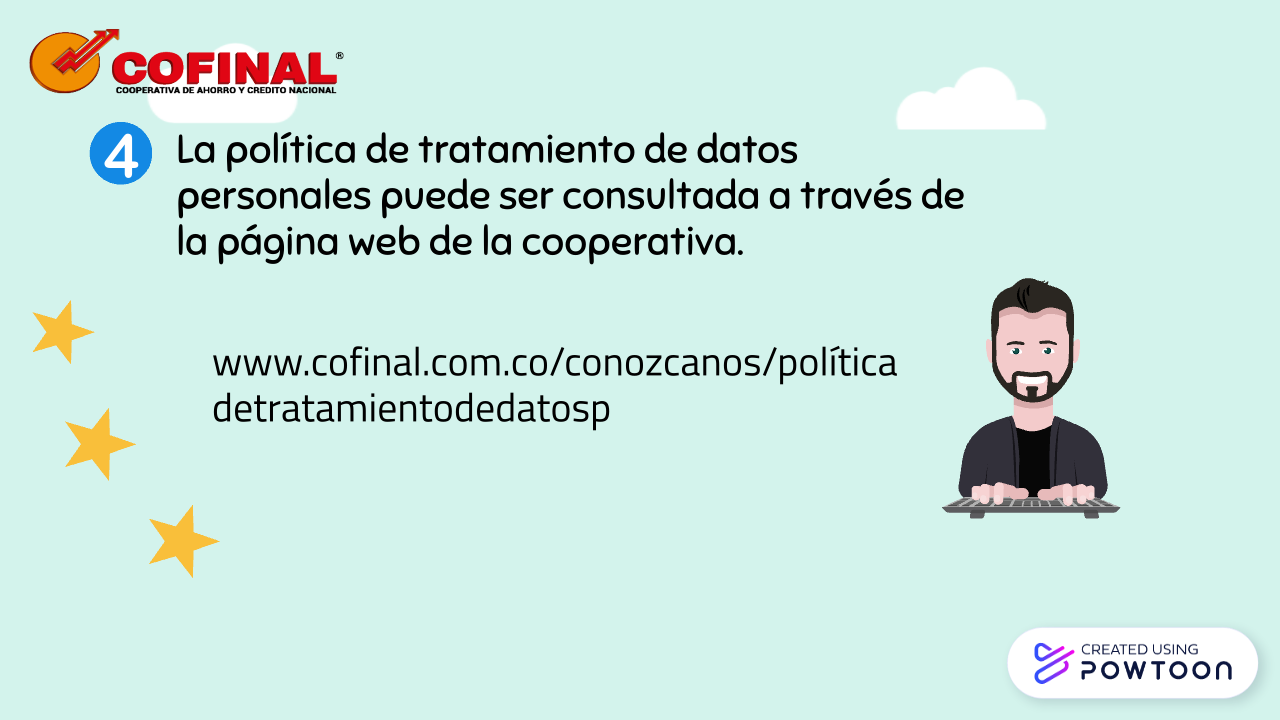 COFINAL®
COOPERATIVA DE AHORRO Y CREDITO NACIONAL
4
La política de tratamiento de datos
personales puede ser consultada a través de
la página web de la cooperativa.
www.cofinal.com.co/conozcanos/política
detratamientodedatosp
CREATED USING
POWTOON